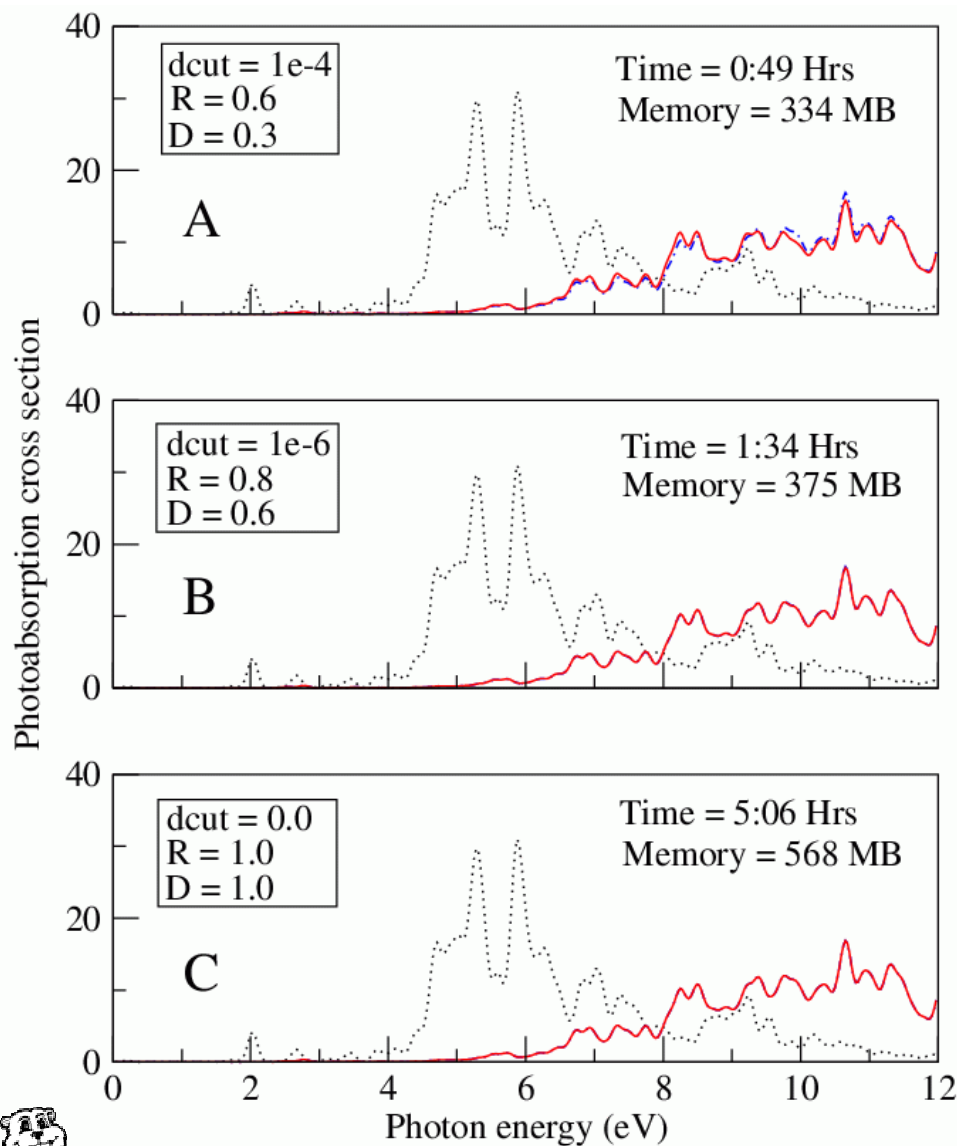 40
dcut = 1e-4
R = 0.6
D = 0.3
Time = 0:49 Hrs
Memory = 334 MB
20
A
0
Photoabsorption cross section
40
dcut = 1e-6
R = 0.8
D = 0.6
Time = 1:34 Hrs
Memory = 375 MB
20
B
0
40
dcut = 0.0
R = 1.0
D = 1.0
Time = 5:06 Hrs
Memory = 568 MB
20
C
0
0 2 4 6 8 10 12
Photon energy (eV)